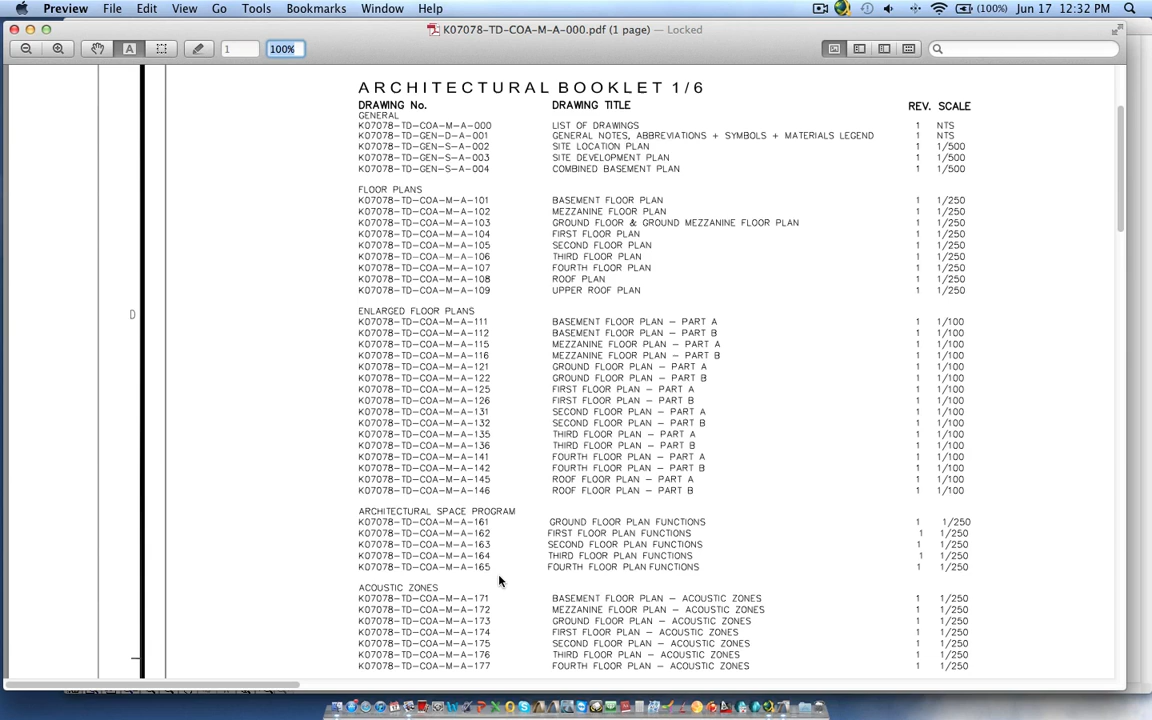 Preview File Edit View Go Tools Bookmarks Window Help (100%) Jun 17 12:32 PM
K07078-TD-COA-M-A-000.pdf (1 page) — Locked
A 1 100%
ARCHITECTURAL BOOKLET 1/6
DRAWING No. DRAWING TITLE REV. SCALE
GENERAL
K07078-TD-COA-M-A-000 LIST OF DRAWINGS 1 NTS
K07078-TD-GEN-D-A-001 GENERAL NOTES, ABBREVIATIONS + SYMBOLS + MATERIALS LEGEND 1 NTS
K07078-TD-GEN-S-A-002 SITE LOCATION PLAN 1 1/500
K07078-TD-GEN-S-A-003 SITE DEVELOPMENT PLAN 1 1/500
K07078-TD-GEN-S-A-004 COMBINED BASEMENT PLAN 1 1/500
FLOOR PLANS
K07078-TD-COA-M-A-101 BASEMENT FLOOR PLAN 1 1/250
K07078-TD-COA-M-A-102 MEZZANINE FLOOR PLAN 1 1/250
K07078-TD-COA-M-A-103 GROUND FLOOR & GROUND MEZZANINE FLOOR PLAN 1 1/250
K07078-TD-COA-M-A-104 FIRST FLOOR PLAN 1 1/250
K07078-TD-COA-M-A-105 SECOND FLOOR PLAN 1 1/250
K07078-TD-COA-M-A-106 THIRD FLOOR PLAN 1 1/250
K07078-TD-COA-M-A-107 FOURTH FLOOR PLAN 1 1/250
K07078-TD-COA-M-A-108 ROOF PLAN 1 1/250
K07078-TD-COA-M-A-109 UPPER ROOF PLAN 1 1/250
ENLARGED FLOOR PLANS
D
K07078-TD-COA-M-A-111 BASEMENT FLOOR PLAN – PART A 1 1/100
K07078-TD-COA-M-A-112 BASEMENT FLOOR PLAN – PART B 1 1/100
K07078-TD-COA-M-A-115 MEZZANINE FLOOR PLAN – PART A 1 1/100
K07078-TD-COA-M-A-116 MEZZANINE FLOOR PLAN – PART B 1 1/100
K07078-TD-COA-M-A-121 GROUND FLOOR PLAN – PART A 1 1/100
K07078-TD-COA-M-A-122 GROUND FLOOR PLAN – PART B 1 1/100
K07078-TD-COA-M-A-125 FIRST FLOOR PLAN – PART A 1 1/100
K07078-TD-COA-M-A-126 FIRST FLOOR PLAN – PART B 1 1/100
K07078-TD-COA-M-A-131 SECOND FLOOR PLAN – PART A 1 1/100
K07078-TD-COA-M-A-132 SECOND FLOOR PLAN – PART B 1 1/100
K07078-TD-COA-M-A-135 THIRD FLOOR PLAN – PART A 1 1/100
K07078-TD-COA-M-A-136 THIRD FLOOR PLAN – PART B 1 1/100
K07078-TD-COA-M-A-141 FOURTH FLOOR PLAN – PART A 1 1/100
K07078-TD-COA-M-A-142 FOURTH FLOOR PLAN – PART B 1 1/100
K07078-TD-COA-M-A-145 ROOF FLOOR PLAN – PART A 1 1/100
K07078-TD-COA-M-A-146 ROOF FLOOR PLAN – PART B 1 1/100
ARCHITECTURAL SPACE PROGRAM
K07078-TD-COA-M-A-161 GROUND FLOOR PLAN FUNCTIONS 1 1/250
K07078-TD-COA-M-A-162 FIRST FLOOR PLAN FUNCTIONS 1 1/250
K07078-TD-COA-M-A-163 SECOND FLOOR PLAN FUNCTIONS 1 1/250
K07078-TD-COA-M-A-164 THIRD FLOOR PLAN FUNCTIONS 1 1/250
K07078-TD-COA-M-A-165 FOURTH FLOOR PLAN FUNCTIONS 1 1/250
ACOUSTIC ZONES
K07078-TD-COA-M-A-171 BASEMENT FLOOR PLAN – ACOUSTIC ZONES 1 1/250
K07078-TD-COA-M-A-172 MEZZANINE FLOOR PLAN – ACOUSTIC ZONES 1 1/250
K07078-TD-COA-M-A-173 GROUND FLOOR PLAN – ACOUSTIC ZONES 1 1/250
K07078-TD-COA-M-A-174 FIRST FLOOR PLAN – ACOUSTIC ZONES 1 1/250
K07078-TD-COA-M-A-175 SECOND FLOOR PLAN – ACOUSTIC ZONES 1 1/250
K07078-TD-COA-M-A-176 THIRD FLOOR PLAN – ACOUSTIC ZONES 1 1/250
K07078-TD-COA-M-A-177 FOURTH FLOOR PLAN – ACOUSTIC ZONES 1 1/250